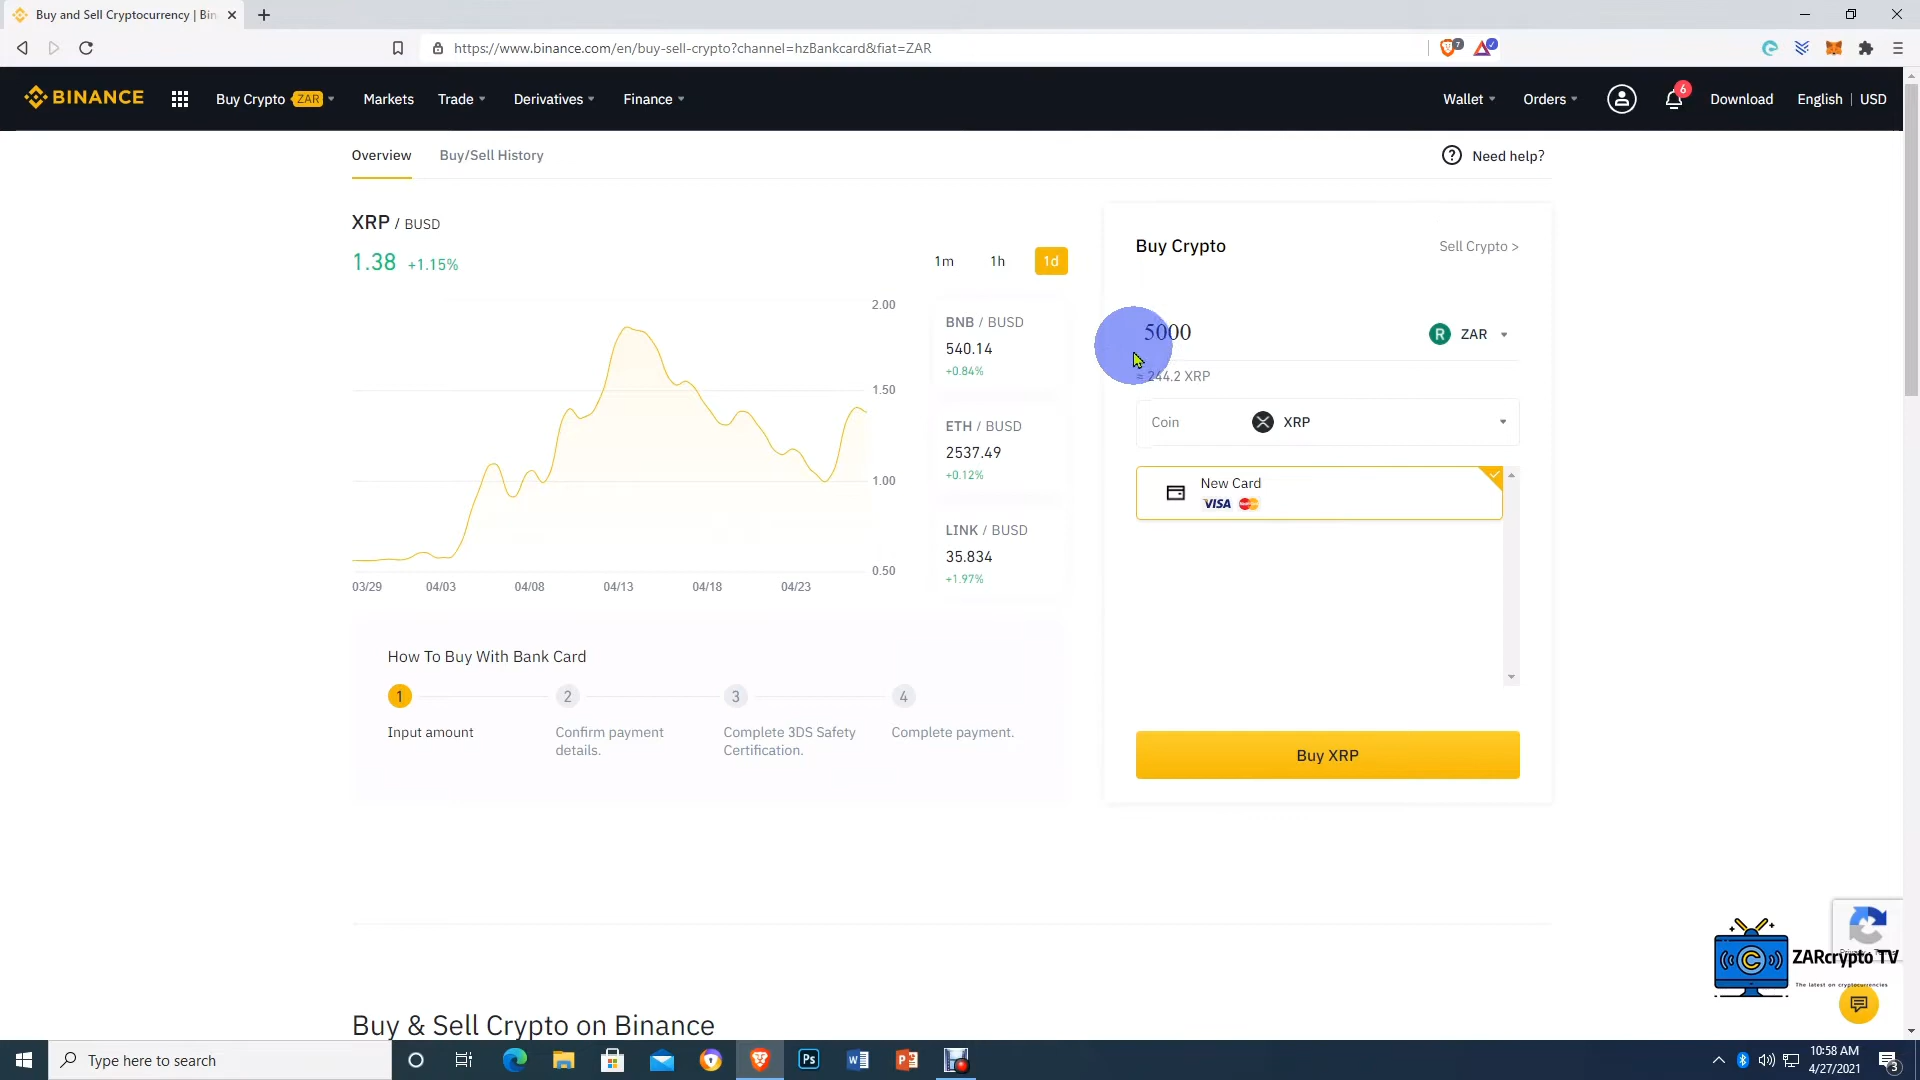 Buy and Sell Cryptocurrency | Bin
https://www.binance.com/en/buy-sell-crypto?channel=hzBankcard&fiat=ZAR
7
BINANCE
Buy Crypto ZAR
Markets
Trade
Derivatives
Finance
Wallet
Orders
6
Download
English | USD
Overview
Buy/Sell History
Need help?
XRP / BUSD
1.38 +1.15%
1m 1h 1d
2.00
1.50
1.00
0.50
03/29 04/03 04/08 04/13 04/18 04/23
BNB / BUSD
540.14
+0.84%
ETH / BUSD
2537.49
+0.12%
LINK / BUSD
35.834
+1.97%
Buy Crypto
Sell Crypto >
5000
R ZAR
≈ 244.2 XRP
Coin XRP
New Card
VISA
Buy XRP
How To Buy With Bank Card
1 2 3 4
Input amount
Confirm payment
details.
Complete 3DS Safety
Certification.
Complete payment.
Buy & Sell Crypto on Binance
C
ZARcrypto TV
The latest on cryptocurrencies
Type here to search
Ps
W
P
10:58 AM
4/27/2021
3